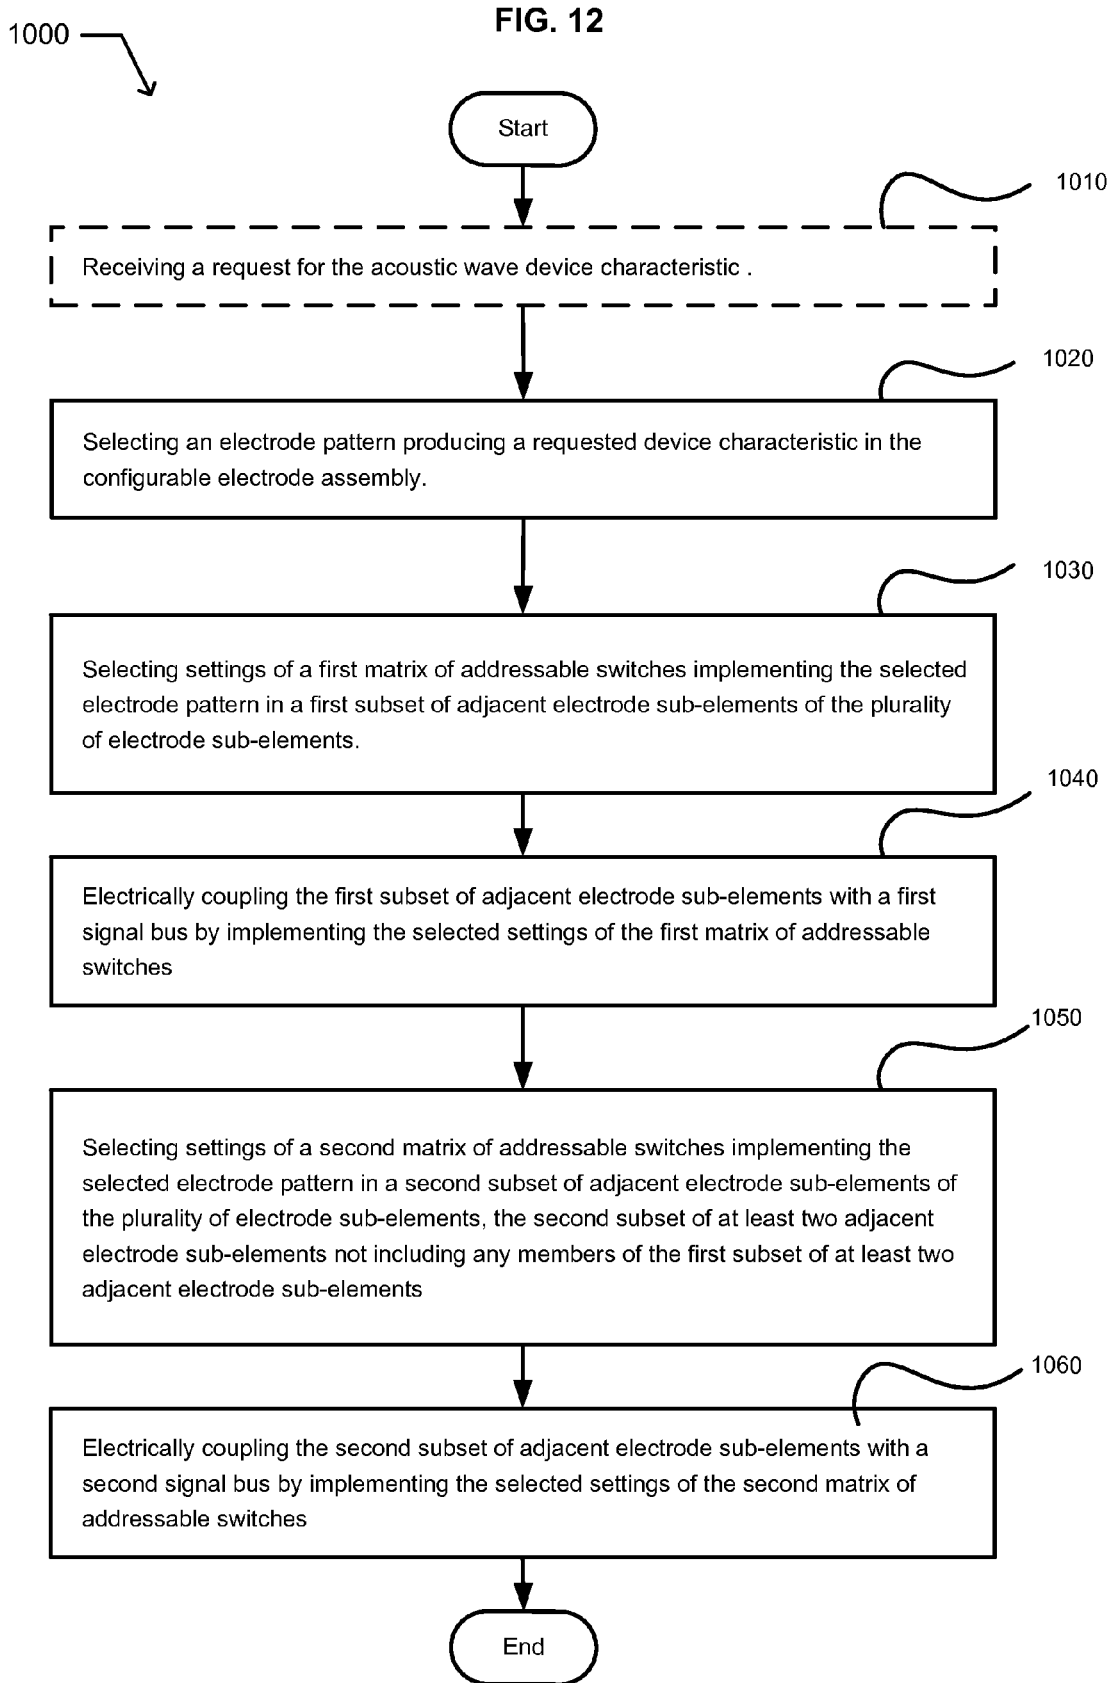 FIG. 12
1000
Start
1010
Receiving a request for the acoustic wave device characteristic .
1020
Selecting an electrode pattern producing a requested device characteristic in the
configurable electrode assembly.
1030
Selecting settings of a first matrix of addressable switches implementing the selected
electrode pattern in a first subset of adjacent electrode sub-elements of the plurality
of electrode sub-elements.
1040
Electrically coupling the first subset of adjacent electrode sub-elements with a first
signal bus by implementing the selected settings of the first matrix of addressable
switches
1050
Selecting settings of a second matrix of addressable switches implementing the
selected electrode pattern in a second subset of adjacent electrode sub-elements of
the plurality of electrode sub-elements, the second subset of at least two adjacent
electrode sub-elements not including any members of the first subset of at least two
adjacent electrode sub-elements
1060
Electrically coupling the second subset of adjacent electrode sub-elements with a
second signal bus by implementing the selected settings of the second matrix of
addressable switches
End